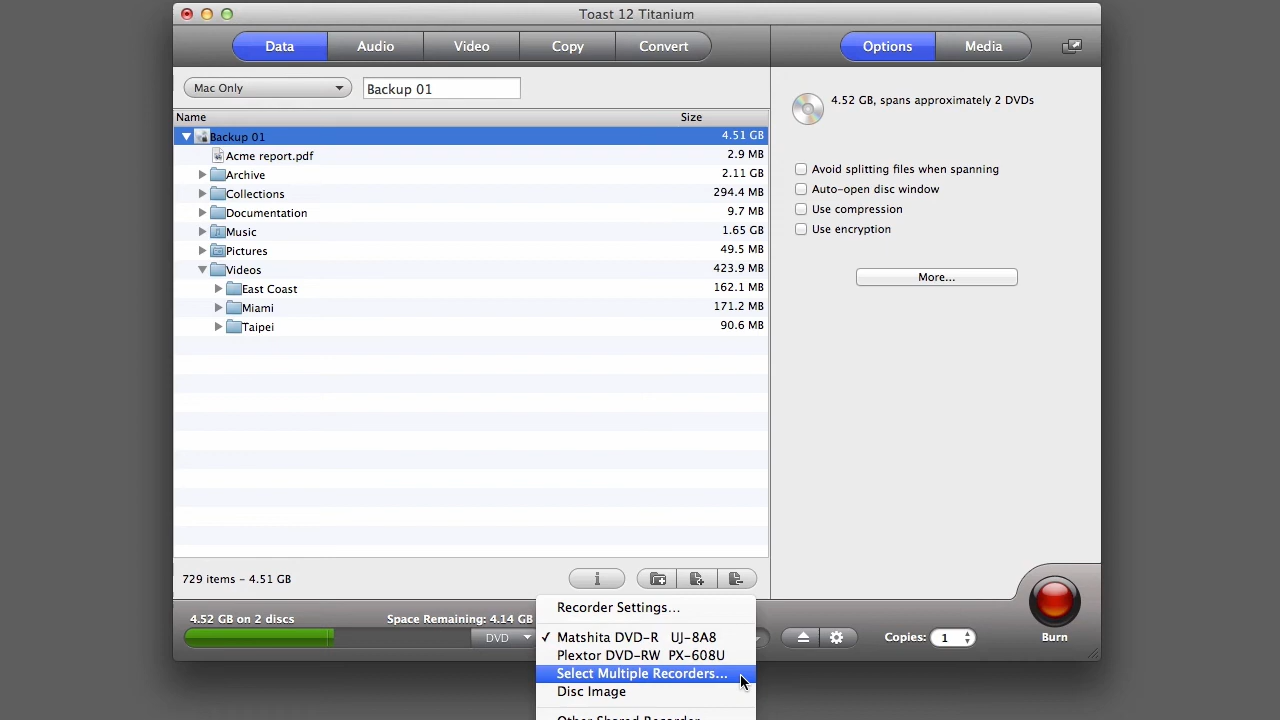 Toast 12 Titanium
Data Audio Video Copy Convert Options Media
Mac Only Backup 01
4.52 GB, spans approximately 2 DVDs
Name Size
Backup 01 4.51 GB
Acme report.pdf 2.9 MB
Archive 2.11 GB
Collections 294.4 MB
Documentation 9.7 MB
Music 1.65 GB
Pictures 49.5 MB
Videos 423.9 MB
East Coast 162.1 MB
Miami 171.2 MB
Taipei 90.6 MB
Avoid splitting files when spanning
Auto-open disc window
Use compression
Use encryption
More...
729 items – 4.51 GB
4.52 GB on 2 discs Space Remaining: 4.14 GB
DVD
Recorder Settings...
Matshita DVD-R UJ-8A8
Plextor DVD-RW PX-608U
Select Multiple Recorders...
Disc Image
Other Shared Recorder
Copies: 1
Burn